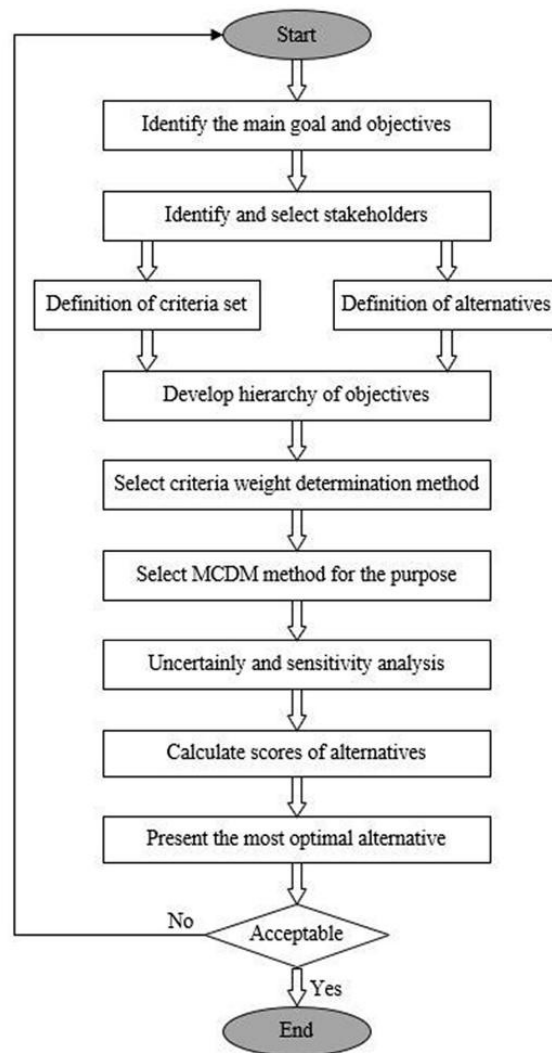 Start
Identify the main goal and objectives
Identify and select stakeholders
Definition of criteria set
Definition of alternatives
Develop hierarchy of objectives
Select criteria weight determination method
Select MCDM method for the purpose
Uncertainly and sensitivity analysis
Calculate scores of alternatives
Present the most optimal alternative
No
Acceptable
Yes
End